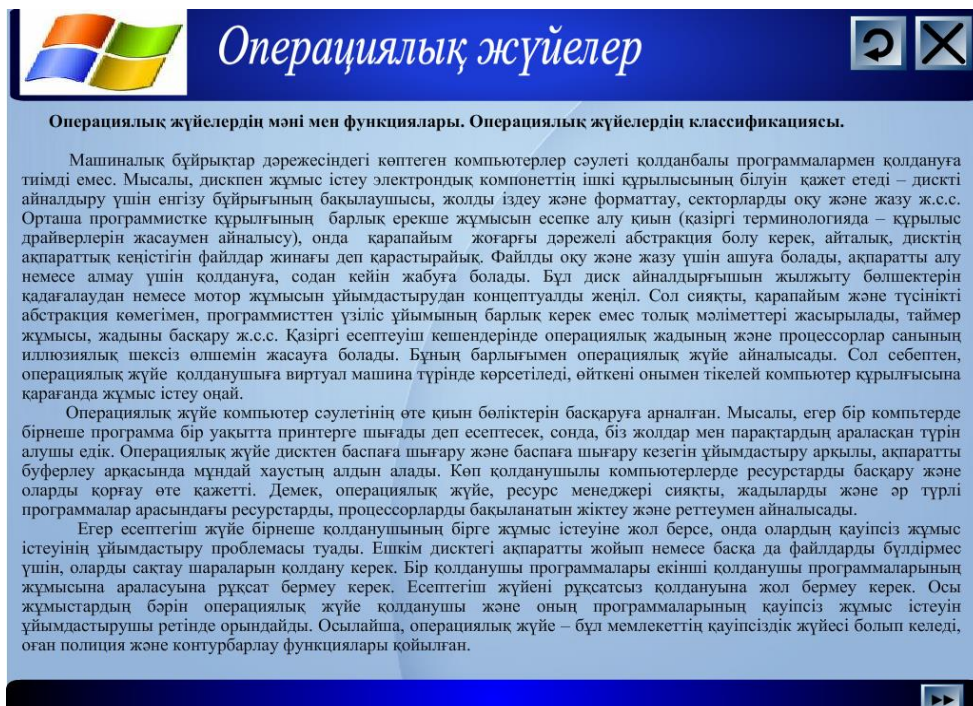 Операциялық жүйелер
Операциялық жүйелердің мәні мен функциялары. Операциялық жүйелердің классификациясы.
Машиналық бұйрықтар дәрежесіндегі көптеген компьютерлер сәулеті қолданбалы программалармен қолдануға
тиімді емес. Мысалы, дискпен жұмыс істеу электрондық компонеттің ішкі құрылысының білуін қажет етеді – дискті
айналдыру үшін енгізу бұйрығының бақылаушысы, жолды іздеу және форматтау, секторларды оқу және жазу ж.с.с.
Орташа программистке құрылғының барлық ерекше жұмысын есепке алу қиын (қазіргі терминологияда – құрылыс
драйверлерін жасаумен айналысу), онда қарапайым жоғарғы дәрежелі абстракция болу керек, айталық, дисктің
ақпараттық кеңістігін файлдар жинағы деп қарастырайық. Файлды оқу және жазу үшін ашуға болады, ақпаратты алу
немесе алмау үшін қолдануға, содан кейін жабуға болады. Бұл диск айналдырғышын жылжыту бөлшектерін
қадағалаудан немесе мотор жұмысын ұйымдастырудан концептуалды жеңіл. Сол сияқты, қарапайым және түсінікті
абстракция көмегімен, программисттен үзіліс ұйымының барлық керек емес толық мәліметтері жасырылады, таймер
жұмысы, жадыны басқару ж.с.с. Қазіргі есептеуіш кешендерінде операциялық жадының және процессорлар санының
иллюзиялық шексіз өлшемін жасауға болады. Бұның барлығымен операциялық жүйе айналысады. Сол себептен,
операциялық жүйе қолданушыға виртуал машина түрінде көрсетіледі, өйткені онымен тікелей компьютер құрылғысына
қарағанда жұмыс істеу оңай.
Операциялық жүйе компьютер сәулетінің өте қиын бөліктерін басқаруға арналған. Мысалы, егер бір компьтерде
бірнеше программа бір уақытта принтерге шығады деп есептесек, сонда, біз жолдар мен парақтардың араласқан түрін
алушы едік. Операциялық жүйе дисктен баспаға шығару және баспаға шығару кезегін ұйымдастыру арқылы, ақпаратты
буферлеу арқасында мұндай хаустың алдын алады. Көп қолданушылы компьютерлерде ресурстарды басқару және
оларды қорғау өте қажетті. Демек, операциялық жүйе, ресурс менеджері сияқты, жадыларды және әр түрлі
программалар арасындағы ресурстарды, процессорларды бақыланатын жіктеу және реттеумен айналысады.
Егер есептегіш жүйе бірнеше қолданушының бірге жұмыс істеуіне жол берсе, онда олардың қауіпсіз жұмыс
істеуінің ұйымдастыру проблемасы туады. Ешкім дисктегі ақпаратты жойып немесе басқа да файлдарды бүлдірмес
үшін, оларды сақтау шараларын қолдану керек. Бір қолданушы программалары екінші қолданушы программаларының
жұмысына араласуына рұқсат бермеу керек. Есептегіш жүйені рұқсатсыз қолдануына жол бермеу керек. Осы
жұмыстардың бәрін операциялық жүйе қолданушы және оның программаларының қауіпсіз жұмыс істеуін
ұйымдастырушы ретінде орындайды. Осылайша, операциялық жүйе – бұл мемлекеттің қауіпсіздік жүйесі болып келеді,
оған полиция және контурбарлау функциялары қойылған.